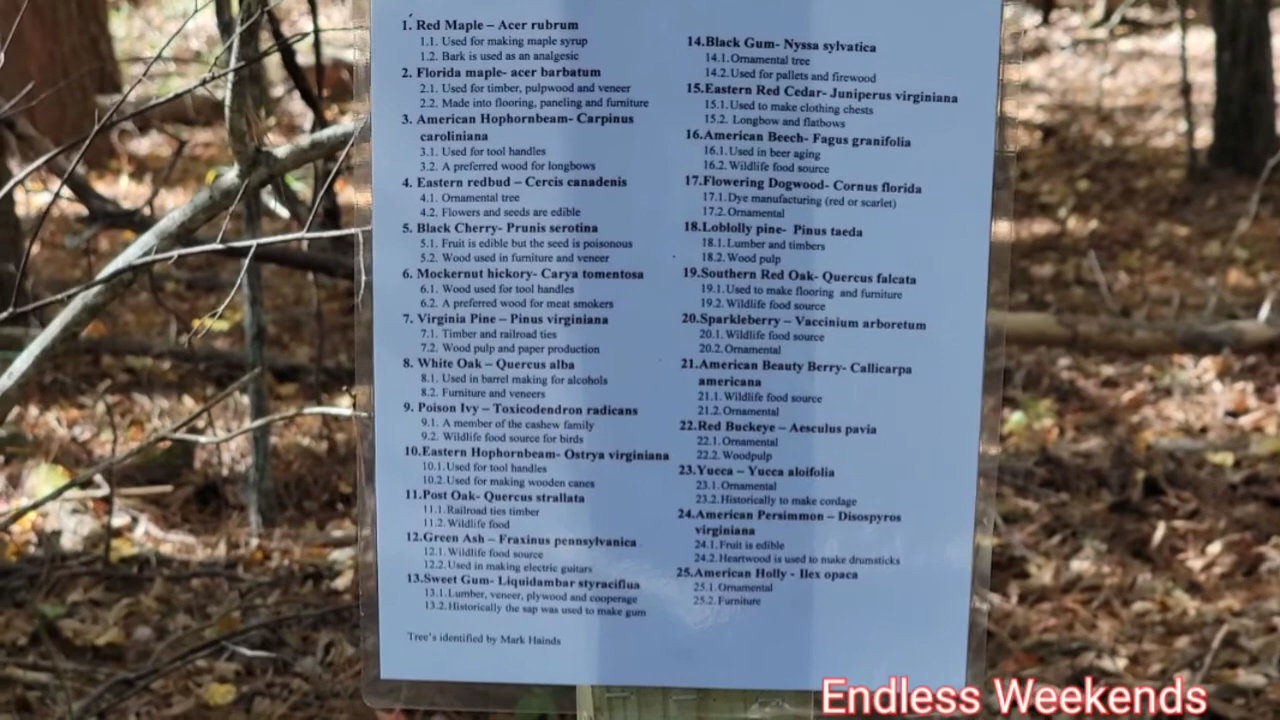 1. Red Maple – Acer rubrum
1.1. Used for making maple syrup
1.2. Bark is used as an analgesic
2. Florida maple- acer barbatum
2.1. Used for timber, pulpwood and veneer
2.2. Made into flooring, paneling and furniture
3. American Hophornbeam- Carpinus
caroliniana
3.1. Used for tool handles
3.2. A preferred wood for longbows
4. Eastern redbud – Cercis canadenis
4.1. Ornamental tree
4.2. Flowers and seeds are edible
5. Black Cherry- Prunis serotina
5.1. Fruit is edible but the seed is poisonous
5.2. Wood used in furniture and veneer
6. Mockernut hickory- Carya tomentosa
6.1. Wood used for tool handles
6.2. A preferred wood for meat smokers
7. Virginia Pine – Pinus virginiana
7.1. Timber and railroad ties
7.2. Wood pulp and paper production
8. White Oak – Quercus alba
8.1. Used in barrel making for alcohols
8.2. Furniture and veneers
9. Poison Ivy – Toxicodendron radicans
9.1. A member of the cashew family
9.2. Wildlife food source for birds
10.Eastern Hophornbeam- Ostrya virginiana
10.1.Used for tool handles
10.2.Used for making wooden canes
11.Post Oak- Quercus strallata
11.1.Railroad ties timber
11.2. Wildlife food
12.Green Ash – Fraxinus pennsylvanica
12.1. Wildlife food source
12.2.Used in making electric guitars
13.Sweet Gum- Liquidambar styraciflua
13.1.Lumber, veneer, plywood and cooperage
13.2.Historically the sap was used to make gum
Tree's identified by Mark Hainds
14.Black Gum- Nyssa sylvatica
14.1.Ornamental tree
14.2.Used for pallets and firewood
15.Eastern Red Cedar- Juniperus virginiana
15.1.Used to make clothing chests
15.2. Longbow and flatbows
16.American Beech- Fagus granifolia
16.1.Used in beer aging
16.2.Wildlife food source
17.Flowering Dogwood- Cornus florida
17.1.Dye manufacturing (red or scarlet)
17.2.Ornamental
18.Loblolly pine- Pinus taeda
18.1.Lumber and timbers
18.2. Wood pulp
19.Southern Red Oak- Quercus falcata
19.1.Used to make flooring and furniture
19.2. Wildlife food source
20.Sparkleberry – Vaccinium arboretum
20.1. Wildlife food source
20.2.Ornamental
21.American Beauty Berry- Callicarpa
americana
21.1. Wildlife food source
21.2.Ornamental
22.Red Buckeye – Aesculus pavia
22.1.Ornamental
22.2. Woodpulp
23.Yucca – Yucca aloifolia
23.1.Ornamental
23.2.Historically to make cordage
24.American Persimmon – Disospyros
virginiana
24.1. Fruit is edible
24.2.Heartwood is used to make drumsticks
25.American Holly - Ilex opaca
25.1.Ornamental
25.2.Furniture
Endless Weekends